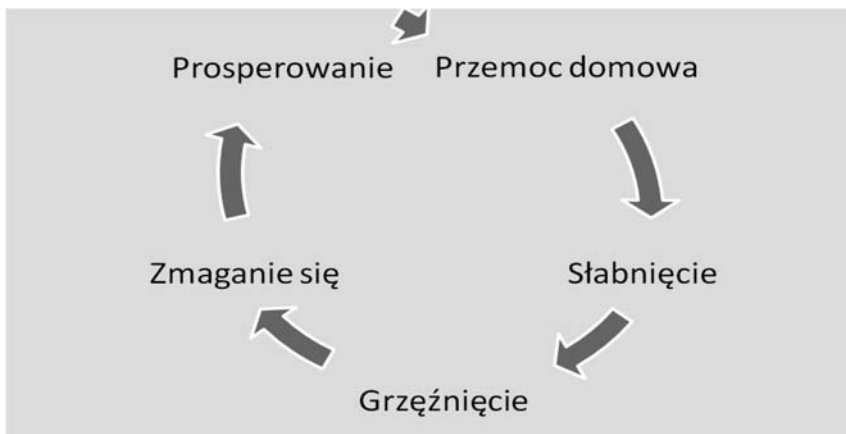 Prosperowanie
Przemoc domowa
Zmaganie się
Słabnięcie
Grzęźnięcie